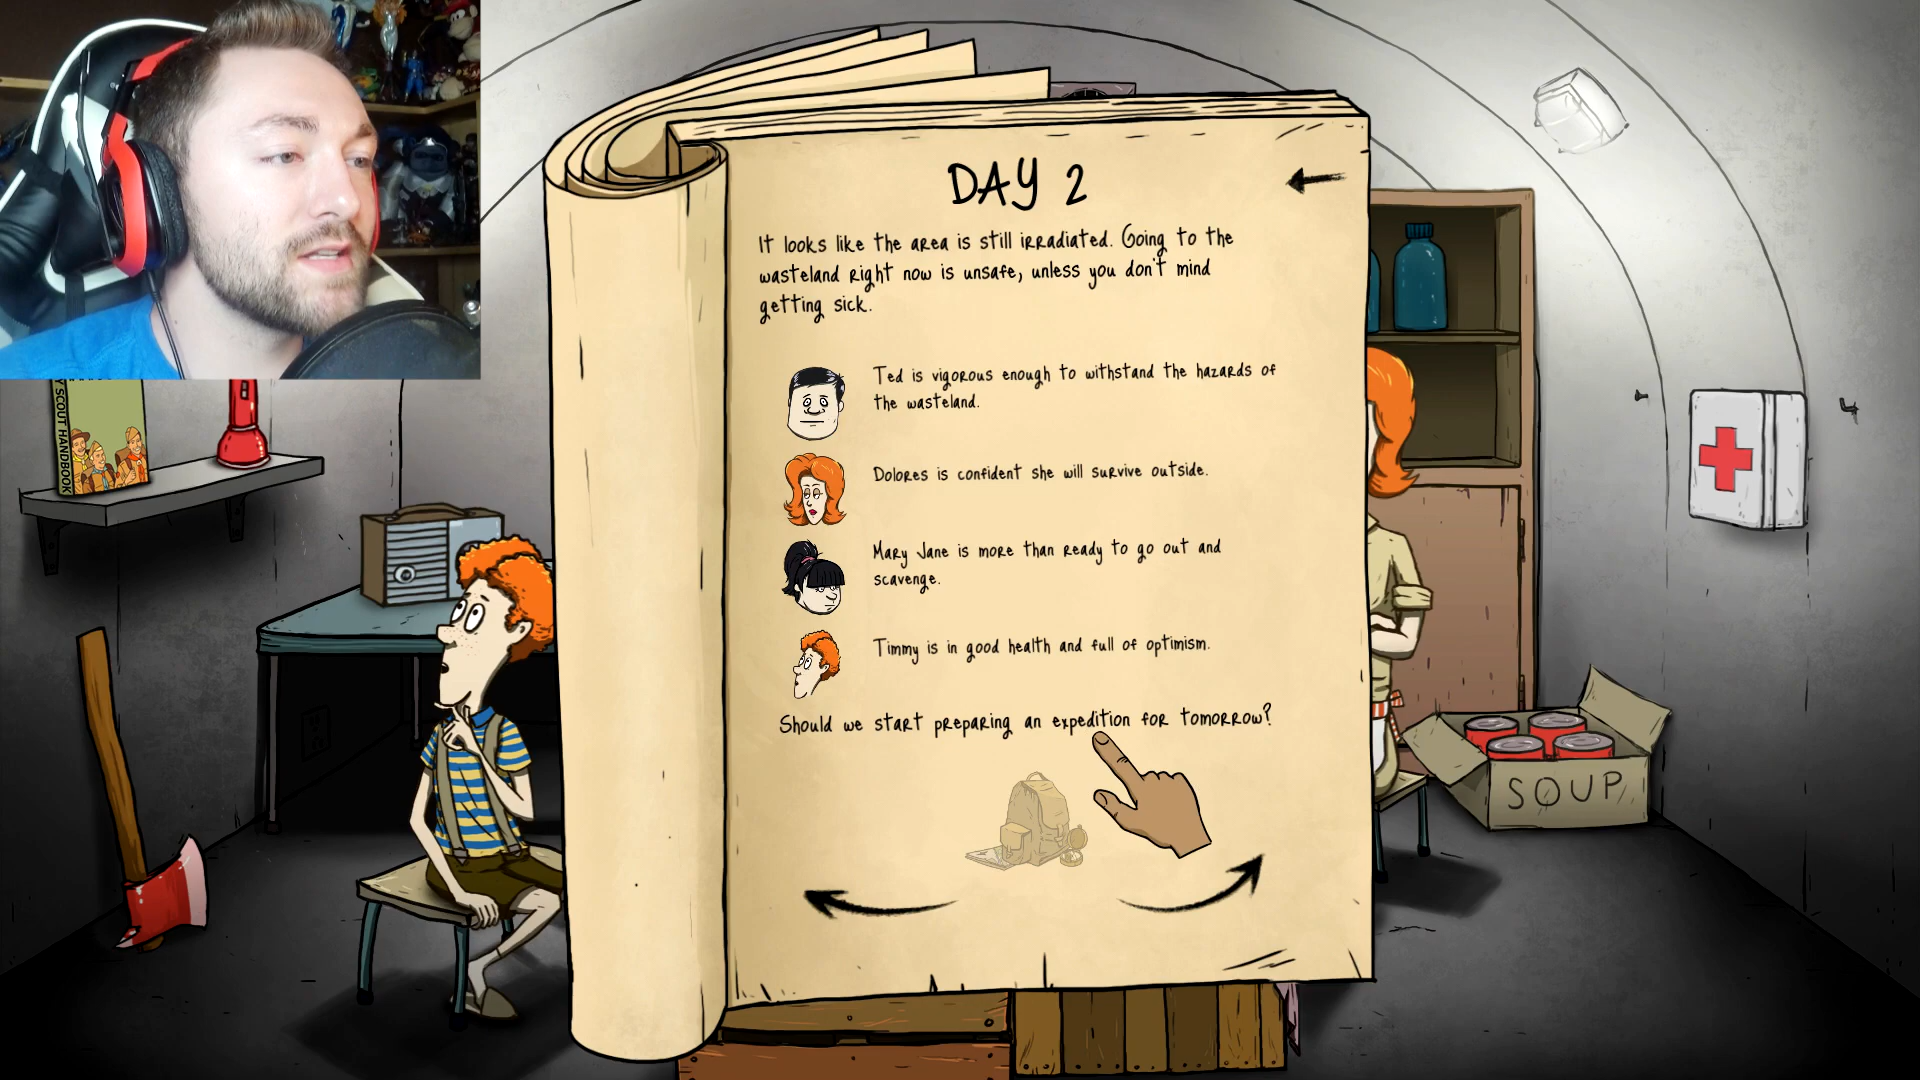 DAY 2
It looks like the area is still irradiated. Going to the
wasteland right now is unsafe, unless you don't mind
getting sick.
Ted is vigorous enough to withstand the hazards of
the wasteland.
Dolores is confident she will survive outside.
Mary Jane is more than ready to go out and
scavenge.
Timmy is in good health and full of optimism.
Should we start preparing an expedition for tomorrow?
Y SCOUT HANDBOOK
SOUP